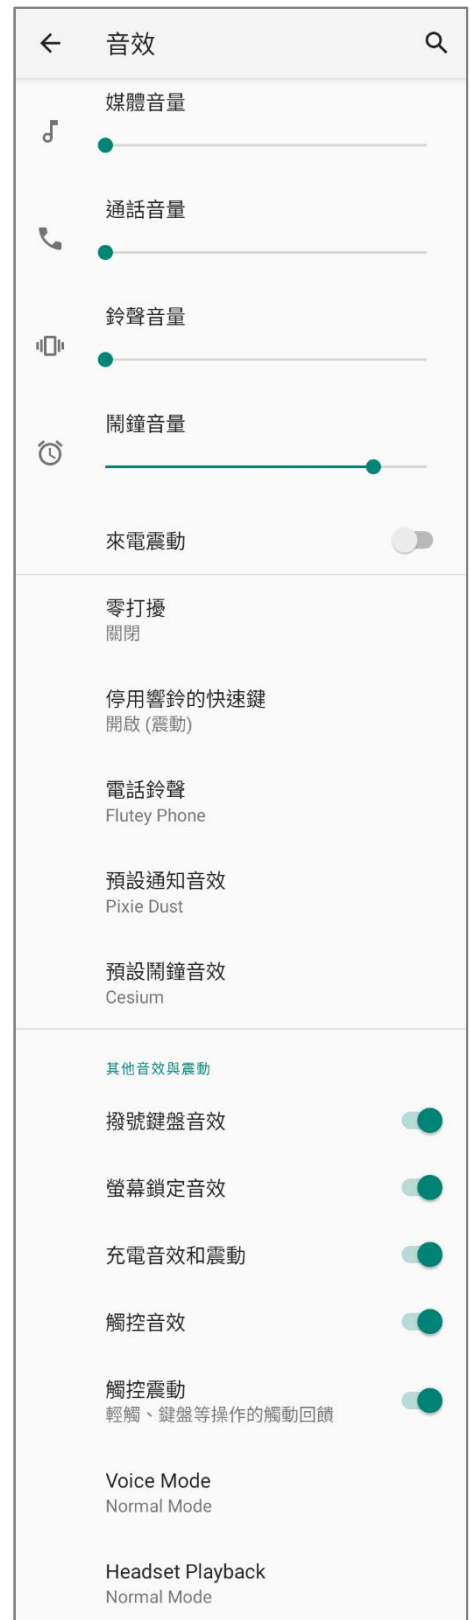 音效
媒體音量
通話音量
鈴聲音量
鬧鐘音量
來電震動
零打擾
關閉
停用響鈴的快速鍵
開啟 (震動)
電話鈴聲
Flutey Phone
預設通知音效
Pixie Dust
預設鬧鐘音效
Cesium
其他音效與震動
撥號鍵盤音效
螢幕鎖定音效
充電音效和震動
觸控音效
觸控震動
輕觸、鍵盤等操作的觸動回饋
Voice Mode
Normal Mode
Headset Playback
Normal Mode